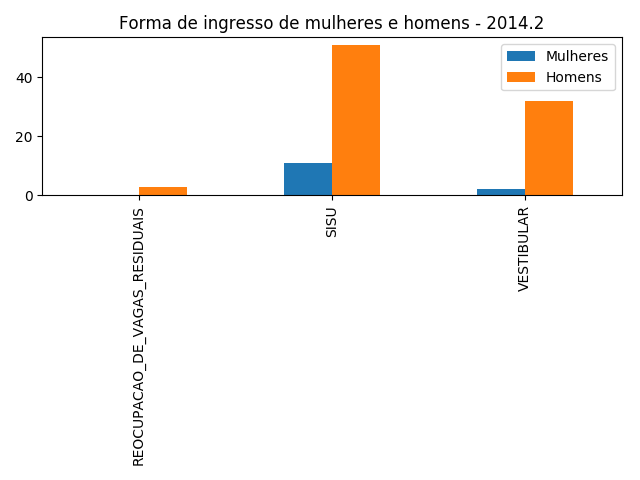 Forma de ingresso de mulheres e homens - 2014.2
Mulheres
Homens
40
20
0
REOCUPACAO_DE_VAGAS_RESIDUAIS
SISU
VESTIBULAR